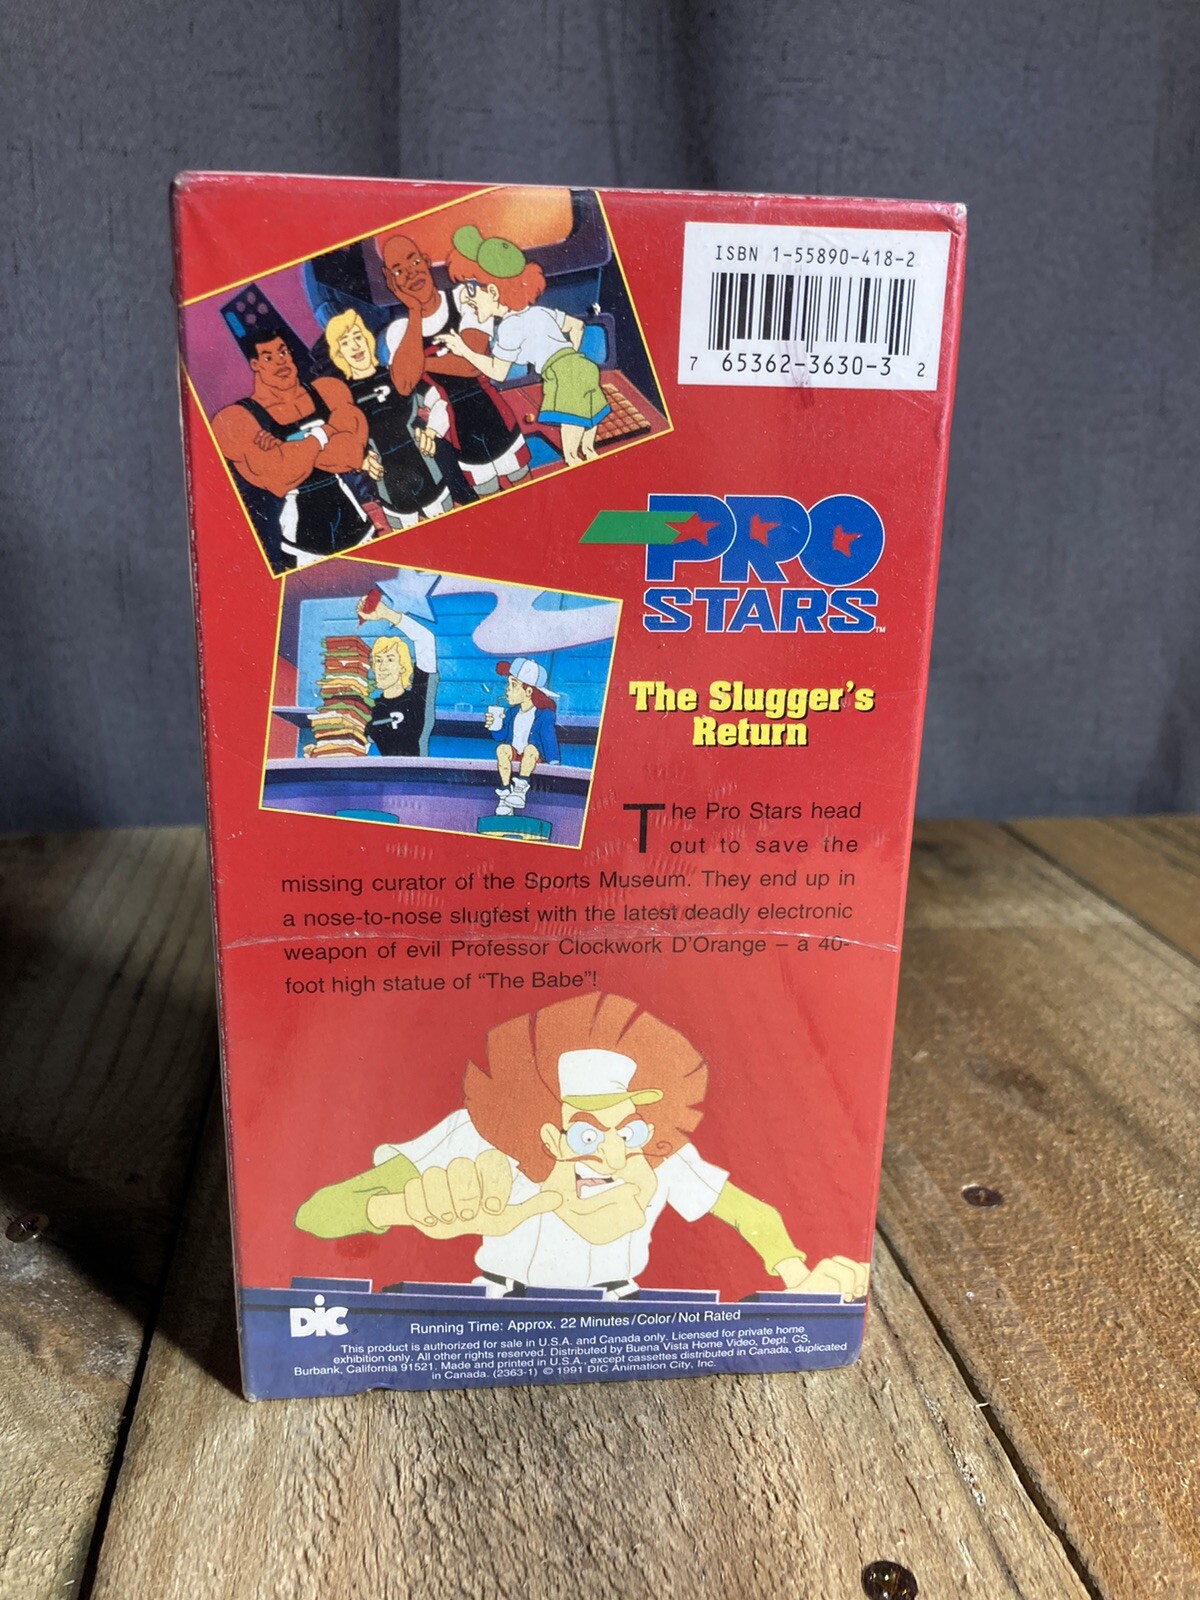 ISBN 1-55890-418-2
7 65362-3630-3 2
PRO
STARS™
The Slugger's
Return
The Pro Stars head
out to save the
missing curator of the Sports Museum. They end up in
a nose-to-nose slugfest with the latest deadly electronic
weapon of evil Professor Clockwork D'Orange – a 40-
foot high statue of “The Babe”!
DIC
Running Time: Approx. 22 Minutes/Color/Not Rated
This product is authorized for sale in U.S.A. and Canada only. Licensed for private home
exhibition only. All other rights reserved. Distributed by Buena Vista Home Video, Dept. CS,
Burbank, California 91521. Made and printed in U.S.A., except cassettes distributed in Canada, duplicated
in Canada. (2363-1) © 1991 DIC Animation City, Inc.